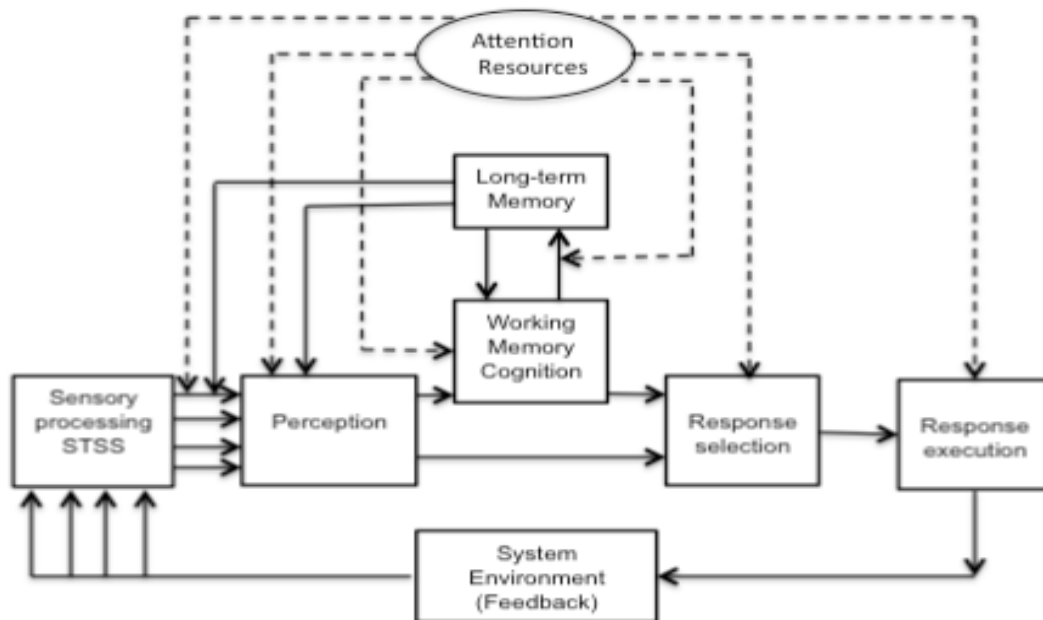 Attention
Resources
Long-term
Memory
Working
Memory
Cognition
Sensory
processing
STSS
Perception
Response
selection
Response
execution
System
Environment
(Feedback)